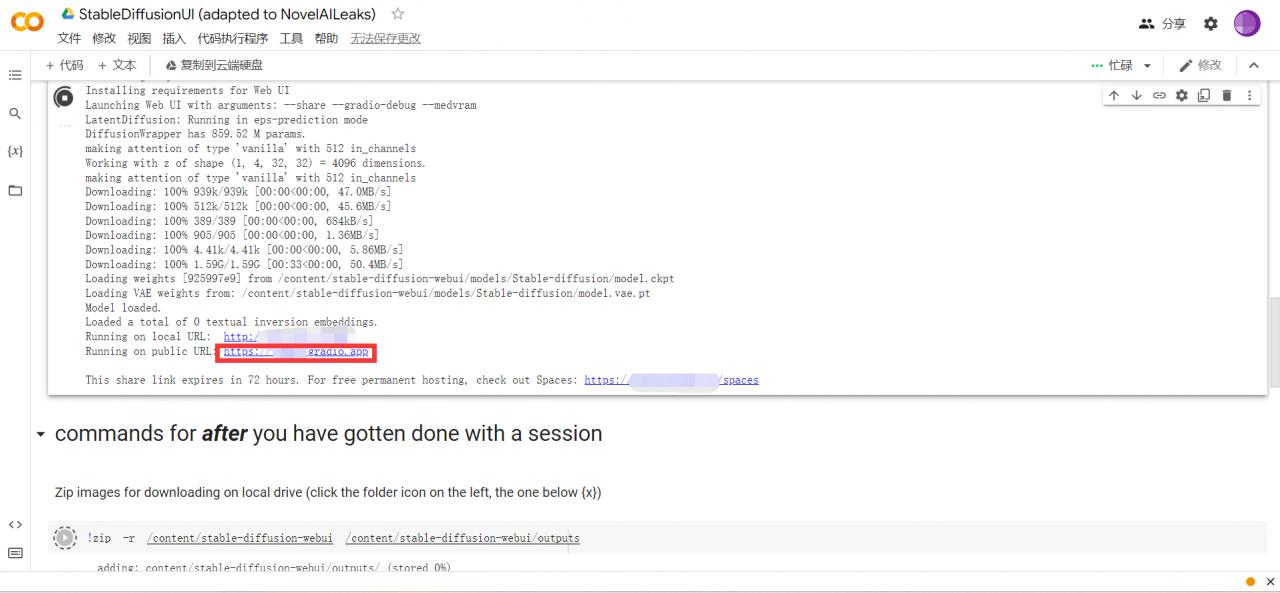 StableDiffusionUI (adapted to NovelAILeaks)
分享
文件 修改 视图 插入 代码执行程序 工具 帮助 无法保存更改
+ 代码 + 文本 复制到云端硬盘
忙碌 修改
Installing requirements for Web UI
Launching Web UI with arguments: --share --gradio-debug --medvram
LatentDiffusion: Running in eps-prediction mode
DiffusionWrapper has 859.52 M params.
making attention of type 'vanilla' with 512 in_channels
Working with z of shape (1, 4, 32, 32) = 4096 dimensions.
making attention of type 'vanilla' with 512 in_channels
Downloading: 100% 939k/939k [00:00<00:00, 47.0MB/s]
Downloading: 100% 512k/512k [00:00<00:00, 45.6MB/s]
Downloading: 100% 389/389 [00:00<00:00, 684kB/s]
Downloading: 100% 905/905 [00:00<00:00, 1.36MB/s]
Downloading: 100% 4.41k/4.41k [00:00<00:00, 5.86MB/s]
Downloading: 100% 1.59G/1.59G [00:33<00:00, 50.4MB/s]
Loading weights [925997e9] from /content/stable-diffusion-webui/models/Stable-diffusion/model.ckpt
Loading VAE weights from: /content/stable-diffusion-webui/models/Stable-diffusion/model.vae.pt
Model loaded.
Loaded a total of 0 textual inversion embeddings.
Running on local URL: http:/
Running on public URL: https:// gradio.app
This share link expires in 72 hours. For free permanent hosting, check out Spaces: https:/ /spaces
commands for after you have gotten done with a session
Zip images for downloading on local drive (click the folder icon on the left, the one below {x})
!zip -r /content/stable-diffusion-webui /content/stable-diffusion-webui/outputs
adding: content/stable-diffusion-webui/outputs/ (stored 0%)